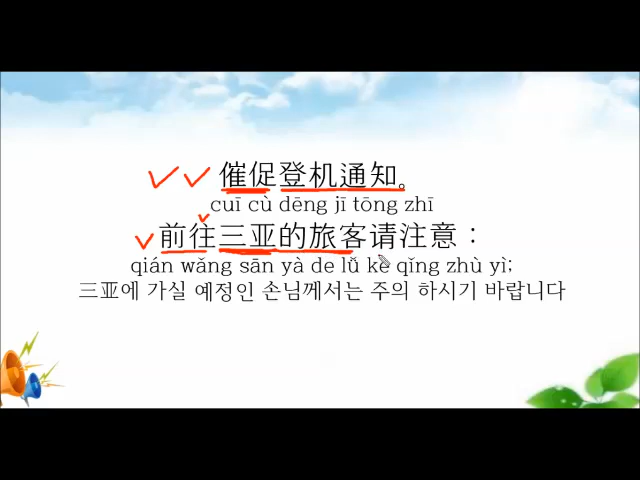 催促登机通知。
cuī cù dēng jī tōng zhī
前往三亚的旅客请注意：
qián wǎng sān yà de lǚ kè qǐng zhù yì;
三亚에 가실 예정인 손님께서는 주의 하시기 바랍니다